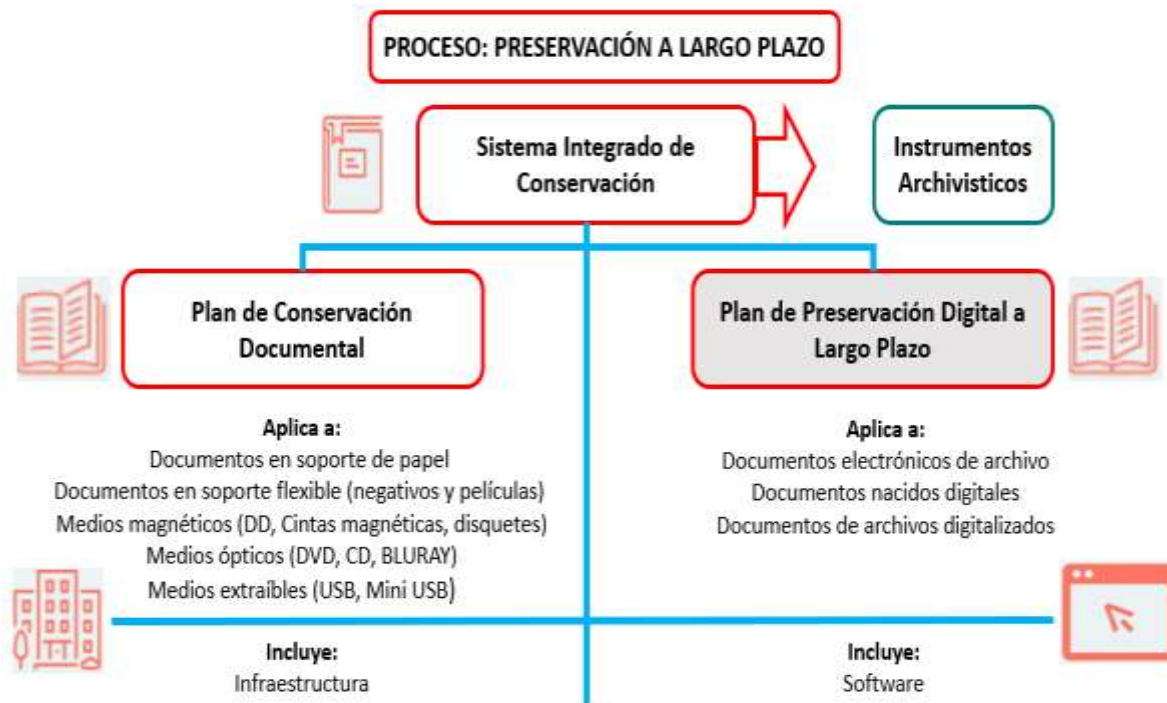 PROCESO: PRESERVACIÓN A LARGO PLAZO
Sistema Integrado de
Conservación
Instrumentos
Archivisticos
Plan de Conservación
Documental
Plan de Preservación Digital a
Largo Plazo
Aplica a:
Documentos en soporte de papel
Documentos en soporte flexible (negativos y películas)
Medios magnéticos (DD, Cintas magnéticas, disquetes)
Medios ópticos (DVD, CD, BLURAY)
Medios extraíbles (USB, Mini USB)
Aplica a:
Documentos electrónicos de archivo
Documentos nacidos digitales
Documentos de archivos digitalizados
Incluye:
Infraestructura
Incluye:
Software